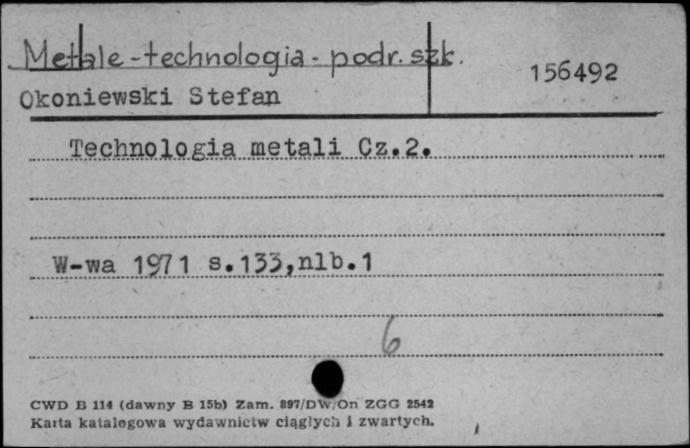 Metale-technologia-podr. szk.
156492
Okoniewski Stefan
Technologia metali Cz.2.
W-wa 1971 s.133,nlb.1
6
CWD B 114 (dawny B 15b) Zam. 897/DW/On ZGG 2542
Karta katalogowa wydawnictw ciągłych i zwartych.